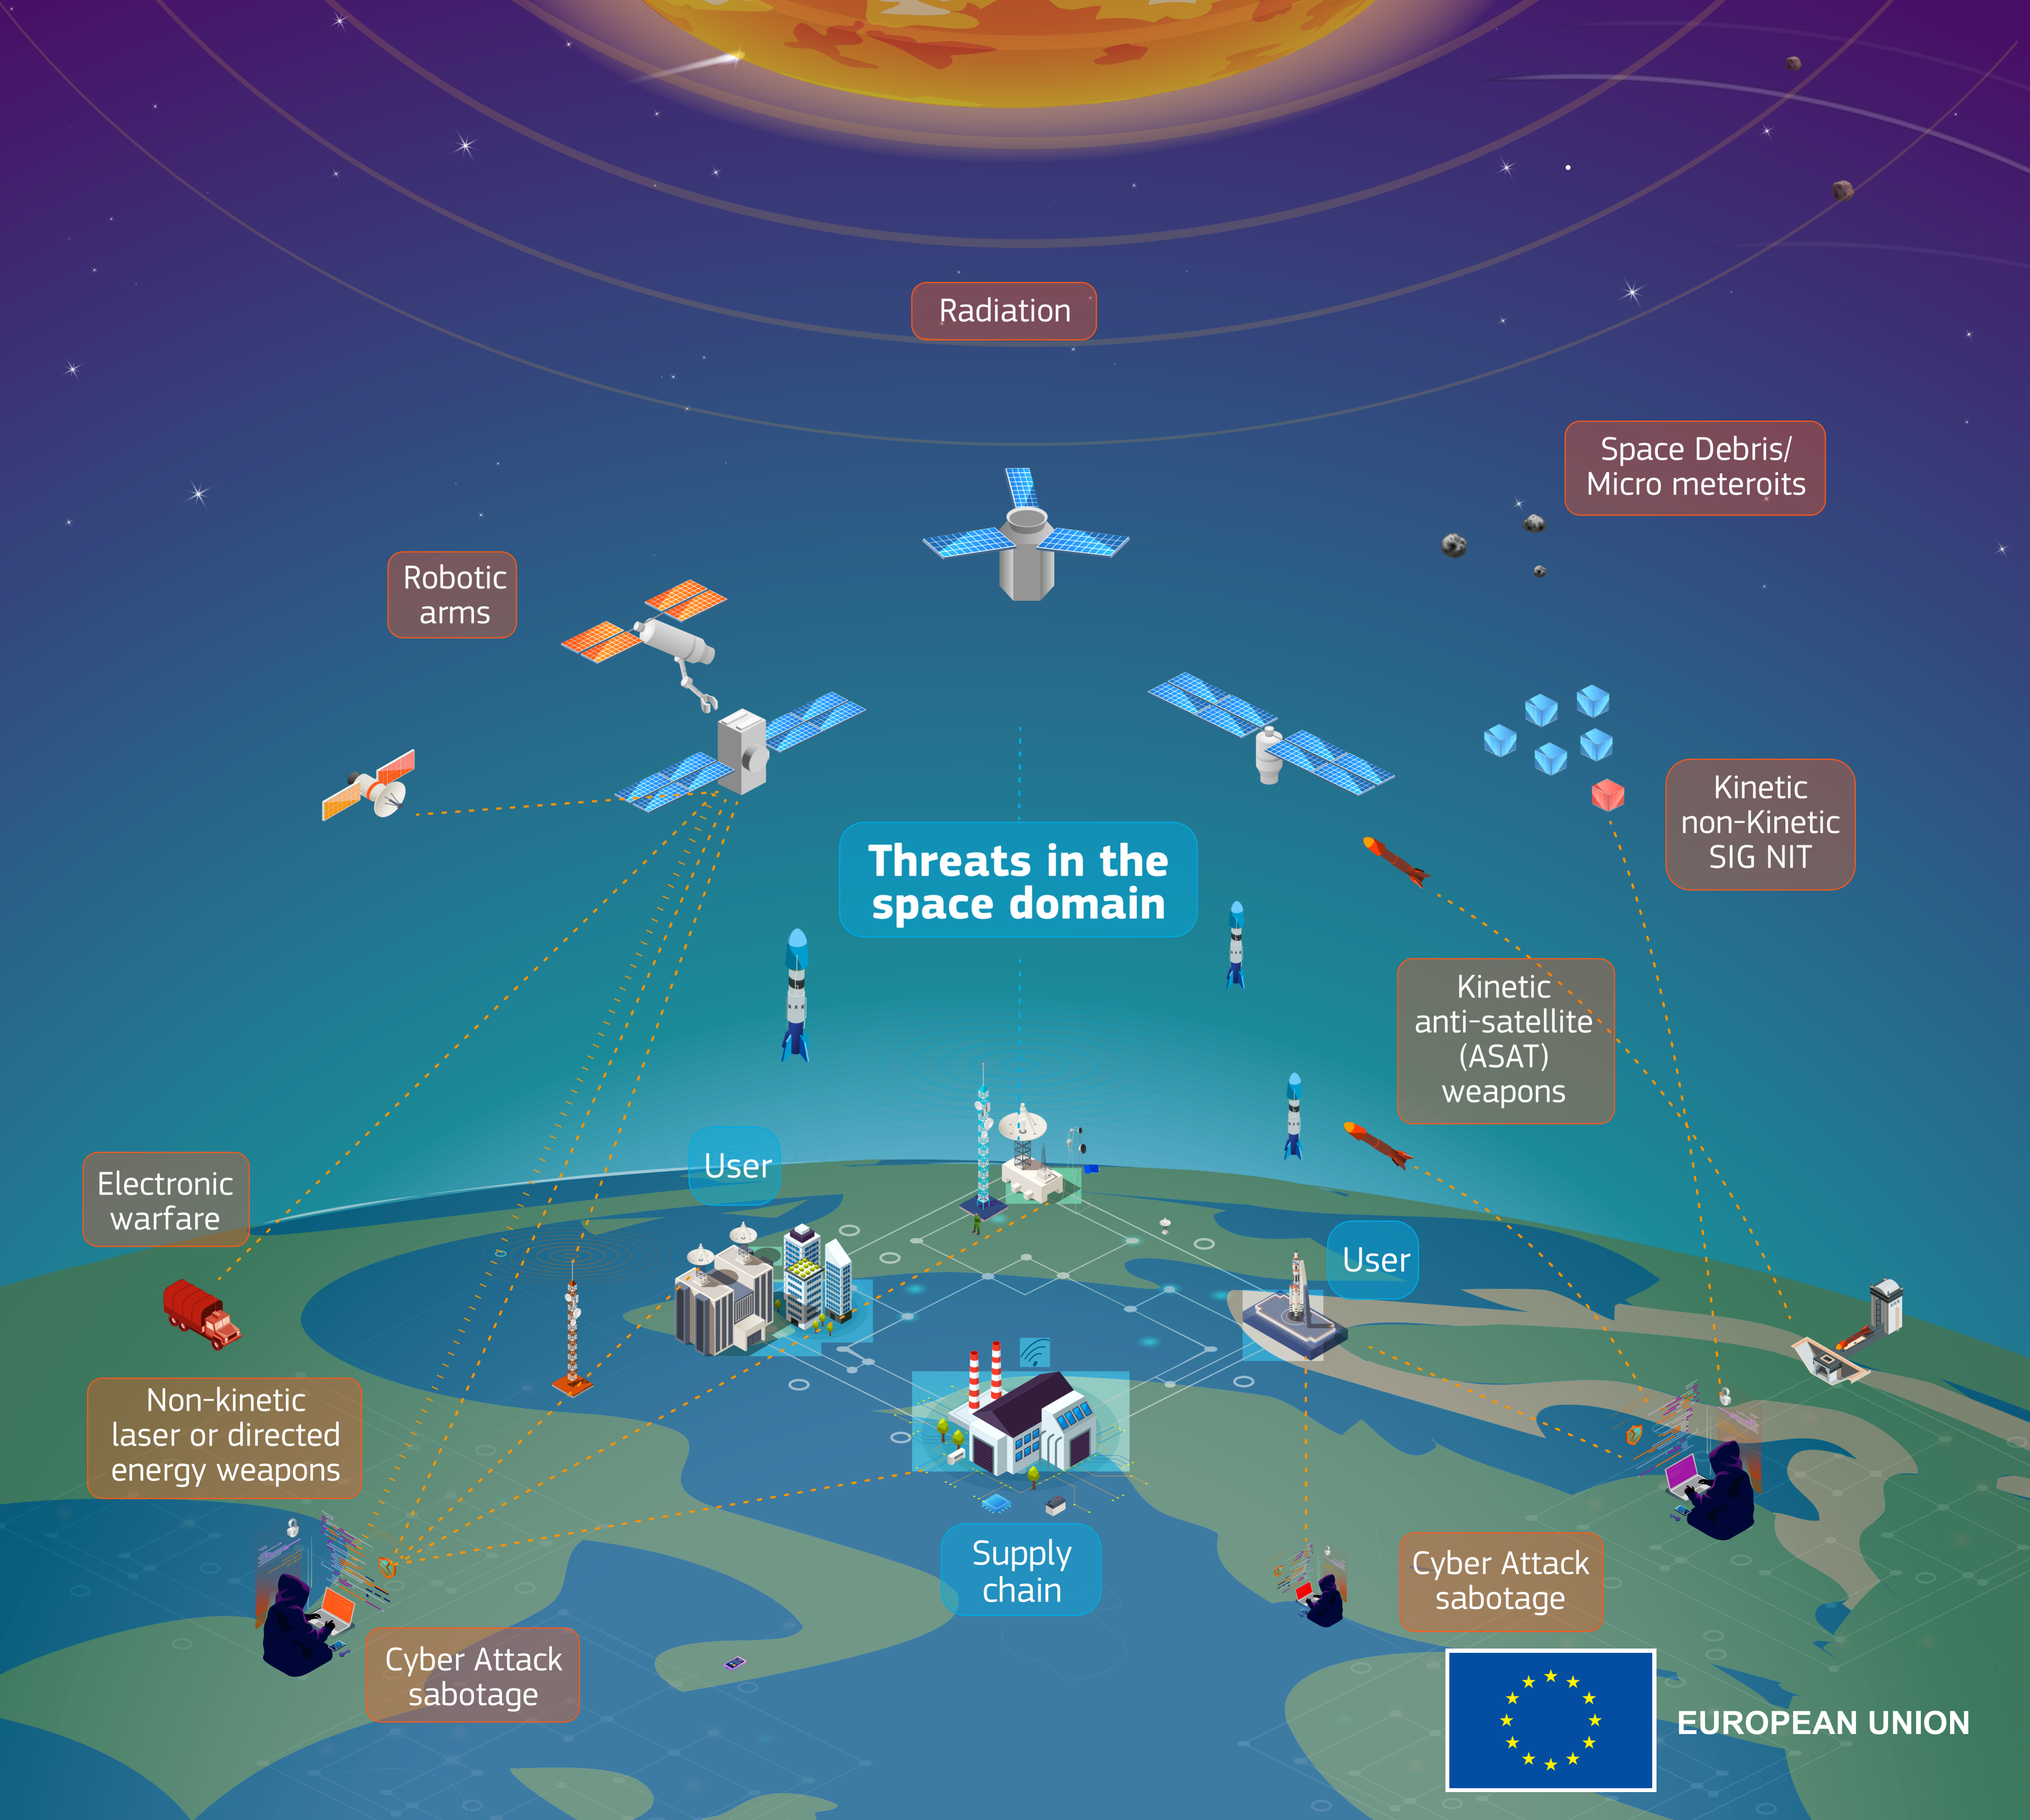 Radiation
Space Debris/
Micro meteroits
Robotic
arms
Kinetic
non-Kinetic
SIG NIT
Threats in the
space domain
Kinetic
anti-satellite
(ASAT)
weapons
User
Electronic
warfare
User
Non-kinetic
laser or directed
energy weapons
Supply
chain
Cyber Attack
sabotage
Cyber Attack
sabotage
EUROPEAN UNION